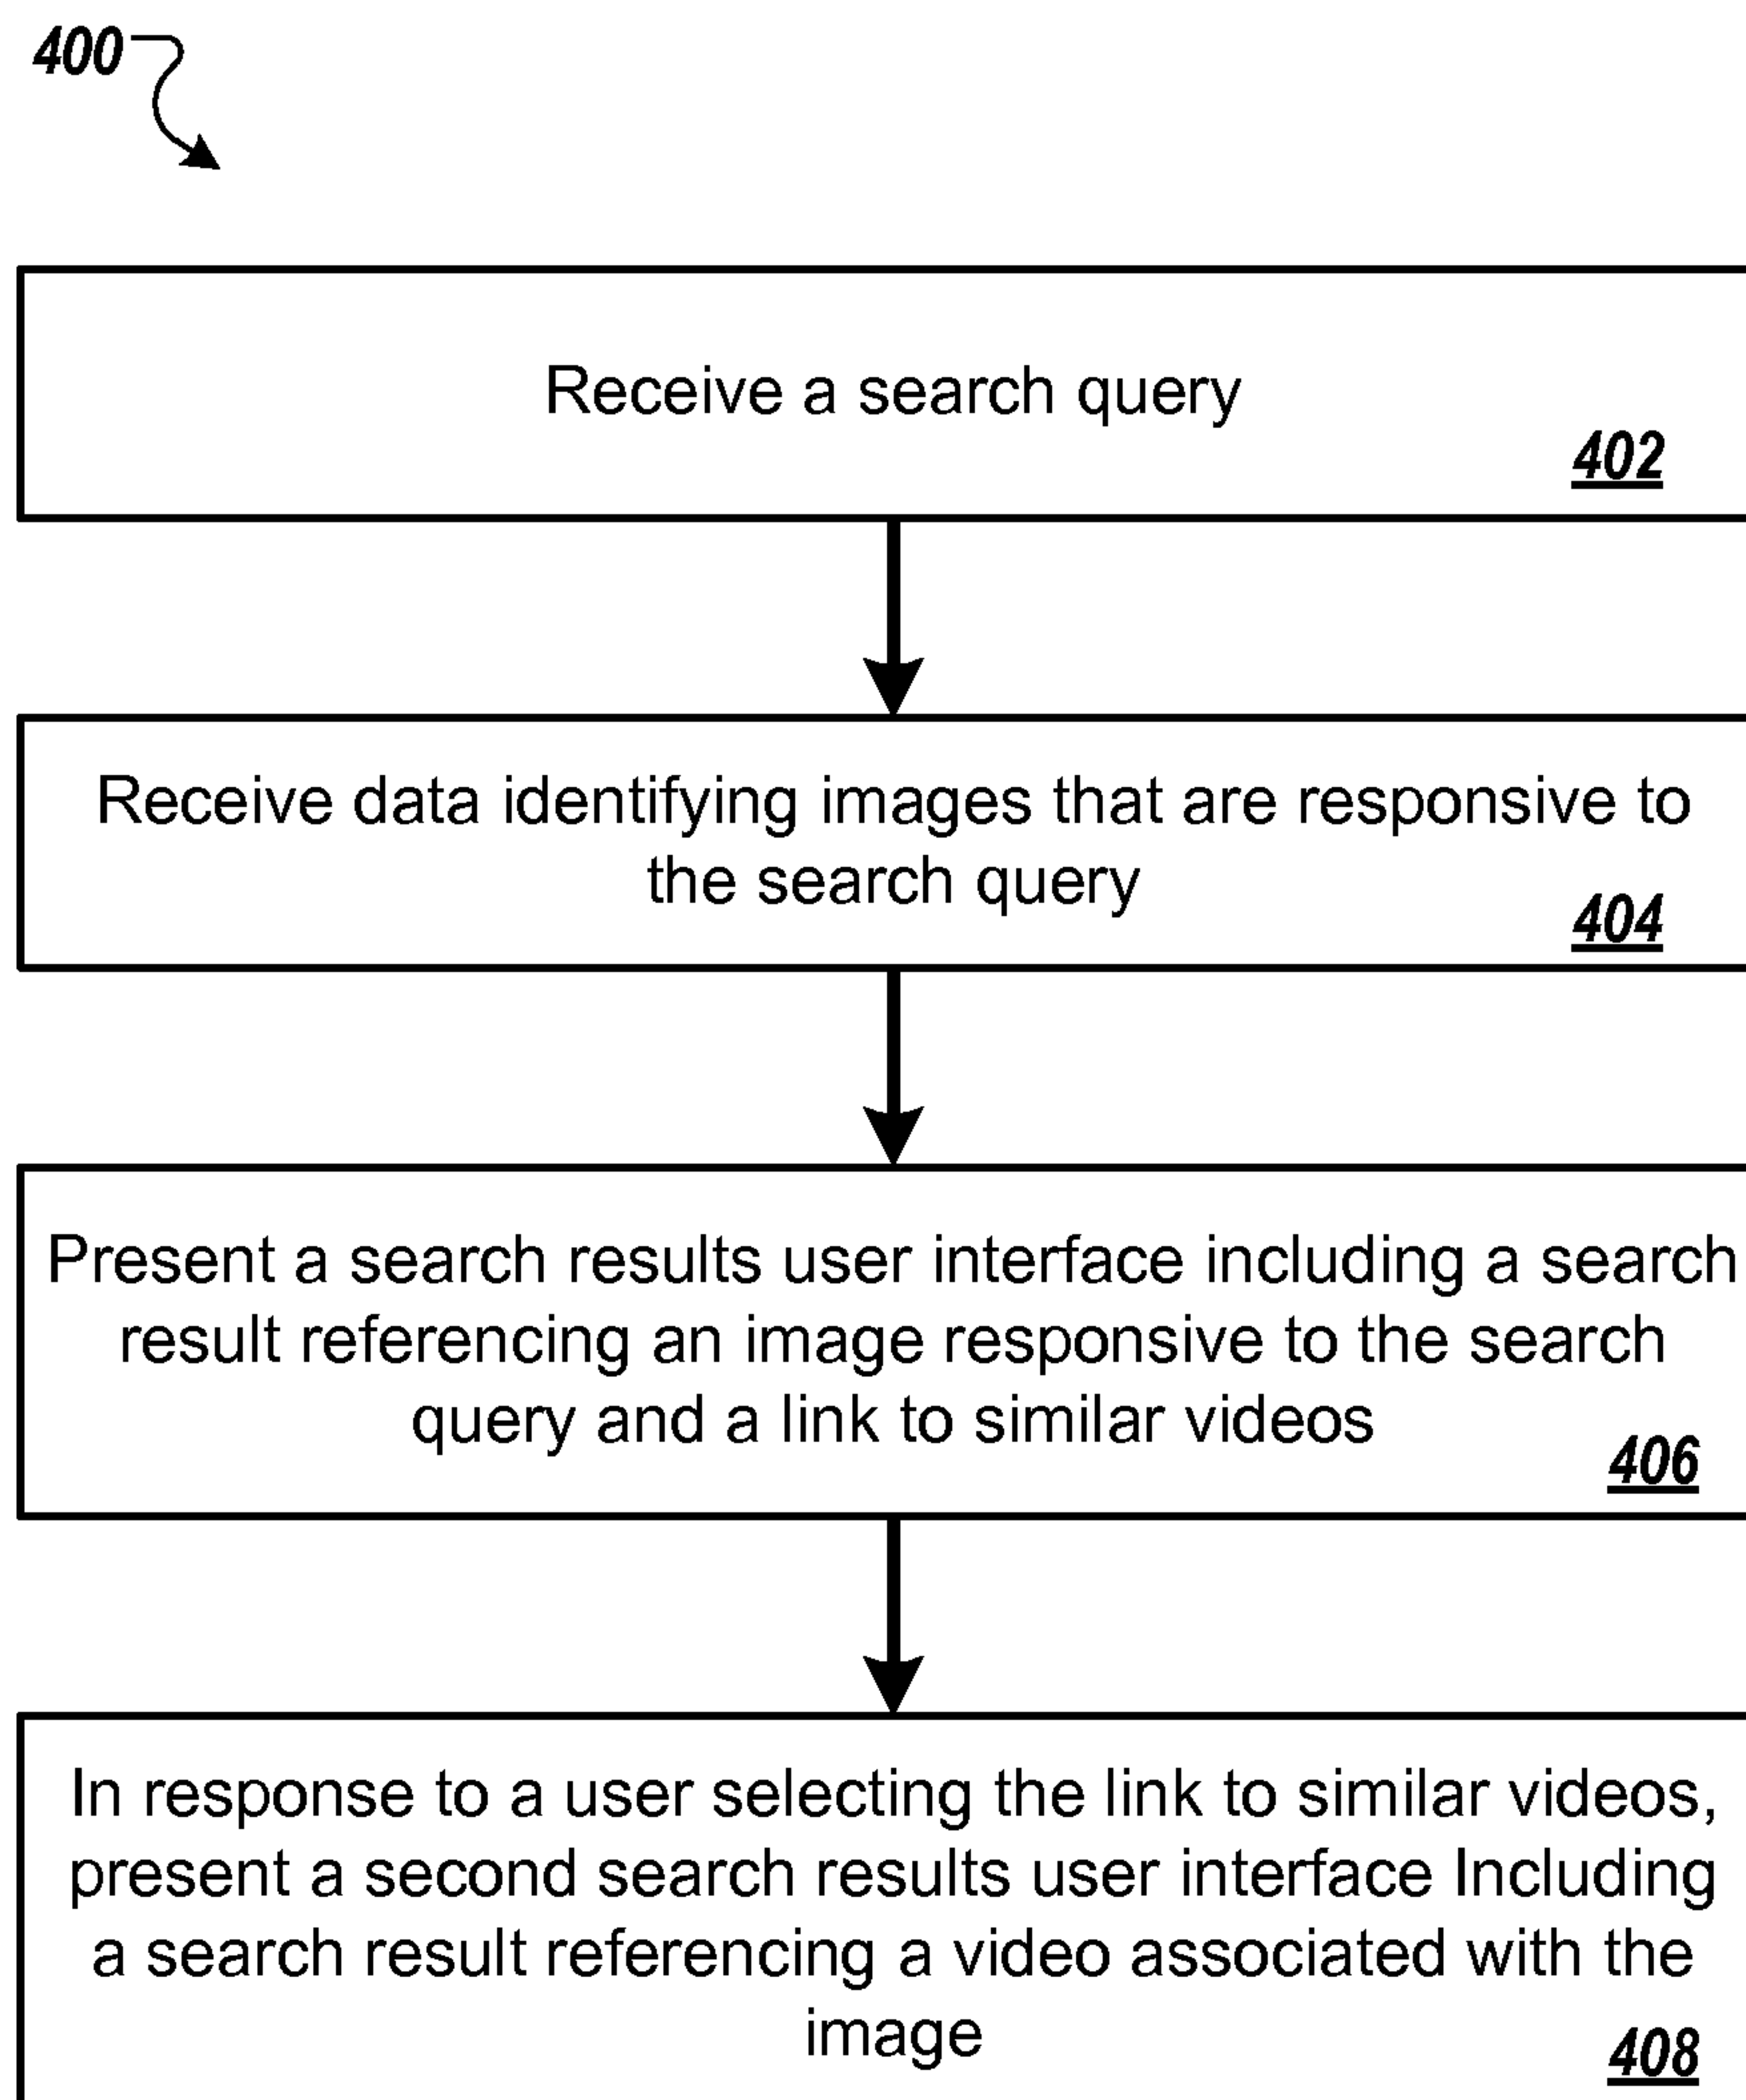 400
Receive a search query
402
Receive data identifying images that are responsive to
the search query
404
Present a search results user interface including a search
result referencing an image responsive to the search
query and a link to similar videos
406
In response to a user selecting the link to similar videos,
present a second search results user interface Including
a search result referencing a video associated with the
image
408